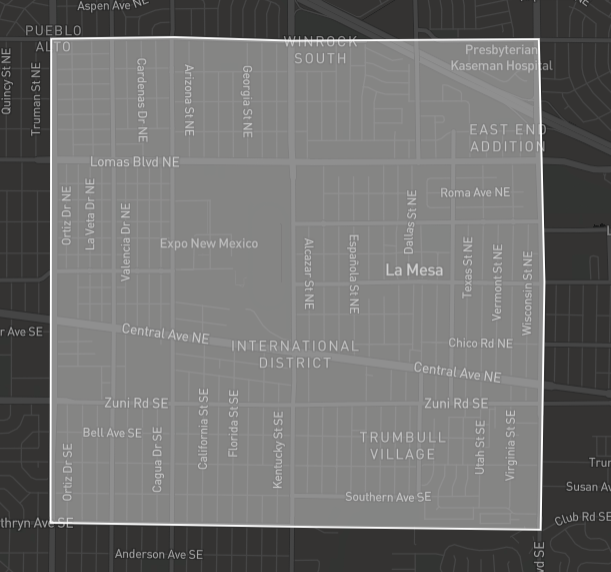 Aspen Ave NE
PUEBLO
ALTO
WINROCK
SOUTH
Presbyterian
Kaseman Hospital
Quincy St NE
Truman St NE
Cardenas Dr NE
Arizona St NE
Georgia St NE
EAST END
ADDITION
Lomas Blvd NE
Roma Ave NE
Ortiz Dr NE
La Veta Dr NE
Valencia Dr NE
Expo New Mexico
Dallas St NE
Alcazar St NE
Española St NE
La Mesa
Texas St NE
Vermont St NE
Wisconsin St NE
r Ave SE
Central Ave NE
INTERNATIONAL
DISTRICT
Chico Rd NE
Central Ave NE
Zuni Rd SE
Zuni Rd SE
California St SE
Florida St SE
Kentucky St SE
Bell Ave SE
Cagua Dr SE
Ortiz Dr SE
TRUMBULL
VILLAGE
Utah St SE
Virginia St SE
Trur
Susan Av
Southern Ave SE
Club Rd SE
thryn Ave SE
Anderson Ave SE
vd SE